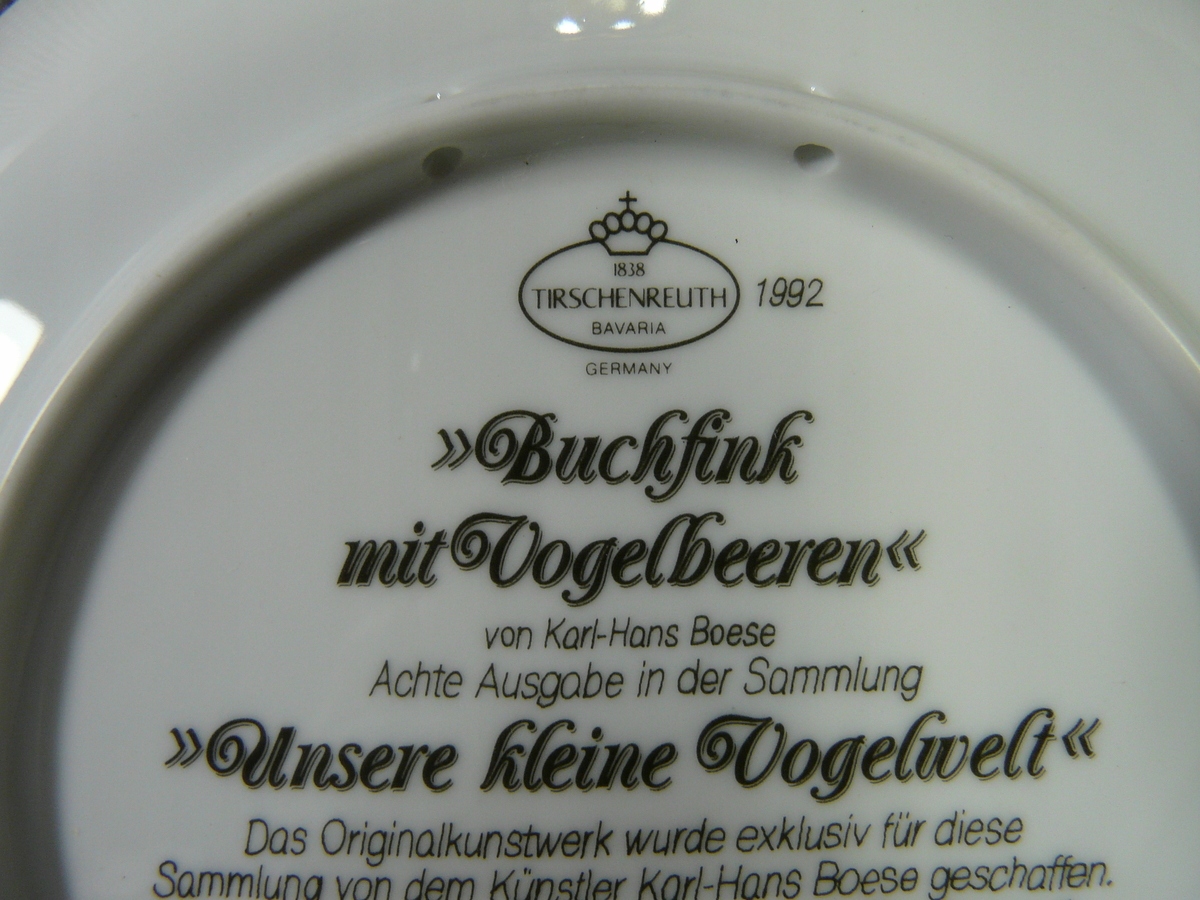 1838
TIRSCHENREUTH 1992
BAVARIA
GERMANY
»Buchfink
mit Vogelbeeren«
von Karl-Hans Boese
Achte Ausgabe in der Sammlung
»Unsere kleine Vogelwelt«
Das Originalkunstwerk wurde exklusiv für diese
Sammlung von dem Künstler Karl-Hans Boese geschaffen.